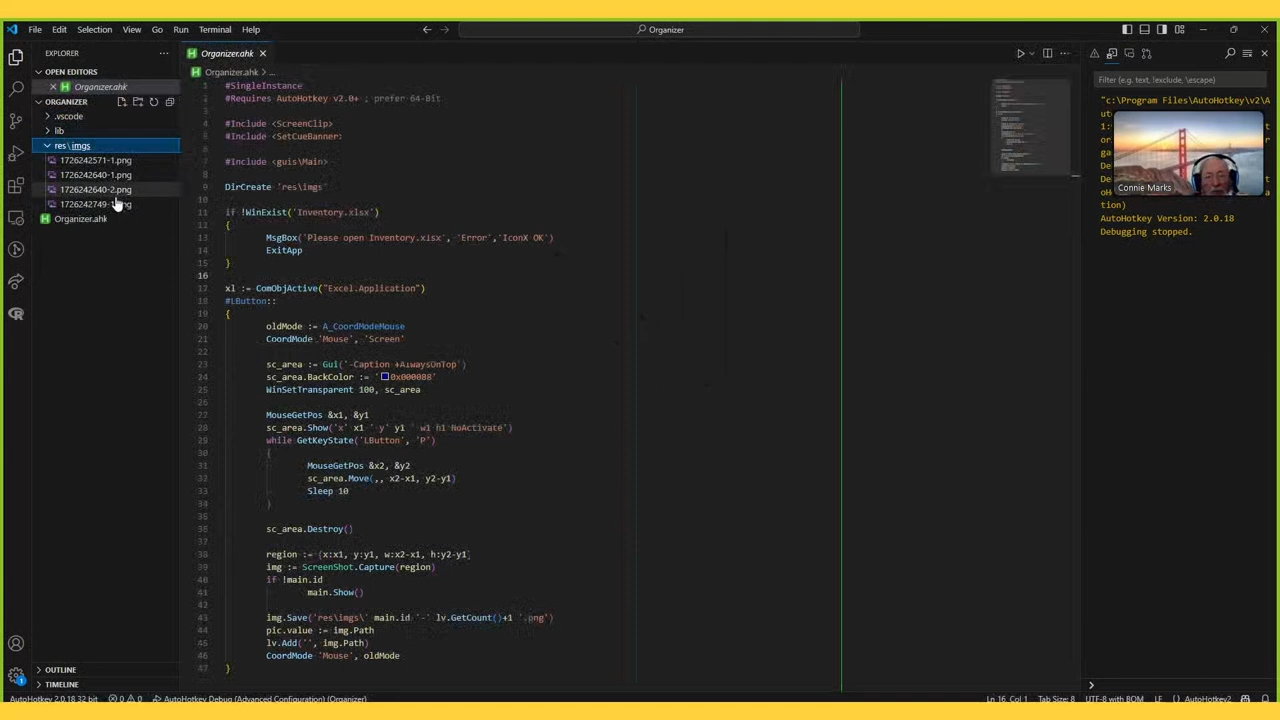 File Edit Selection View Go Run Terminal Help
Organizer
EXPLORER
OPEN EDITORS
Organizer.ahk
ORGANIZER
.vscode
lib
res\imgs
1726242571-1.png
1726242640-1.png
1726242640-2.png
1726242749-1.png
Organizer.ahk
OUTLINE
TIMELINE
Organizer.ahk
Organizer.ahk > ...
1 #SingleInstance
2 #Requires AutoHotkey v2.0+ ; prefer 64-Bit
3
4 #Include <ScreenClip>
5 #Include <SetCueBanner>
6
7 #Include <guis\Main>
8
9 DirCreate 'res\imgs'
10
11 if !WinExist('Inventory.xlsx')
12 {
13 MsgBox('Please open Inventory.xlsx', 'Error','IconX OK')
14 ExitApp
15 }
16
17 xl := ComObjActive("Excel.Application")
18 #LButton::
19 {
20 oldMode := A_CoordModeMouse
21 CoordMode 'Mouse', 'Screen'
22
23 sc_area := Gui('-Caption +AlwaysOnTop')
24 sc_area.BackColor := '0x000088'
25 WinSetTransparent 100, sc_area
26
27 MouseGetPos &x1, &y1
28 sc_area.Show('x' x1 ' y' y1 ' w1 h1 NoActivate')
29 while GetKeyState('LButton', 'P')
30 {
31 MouseGetPos &x2, &y2
32 sc_area.Move(,, x2-x1, y2-y1)
33 Sleep 10
34 }
35
36 sc_area.Destroy()
37
38 region := {x:x1, y:y1, w:x2-x1, h:y2-y1}
39 img := ScreenShot.Capture(region)
40 if !main.id
41 main.Show()
42
43 img.Save('res\imgs\' main.id '-' lv.GetCount()+1 '.png')
44 pic.value := img.Path
45 lv.Add('', img.Path)
46 CoordMode 'Mouse', oldMode
47 }
Filter (e.g. text, !exclude, \escape)
"c:\Program Files\AutoHotkey\v2\A
Connie Marks
ation)
AutoHotkey Version: 2.0.18
Debugging stopped.
AutoHotkey 2.0.18 32 bit 0 0 AutoHotkey Debug (Advanced Configuration) (Organizer) Ln 16, Col 1 Tab Size: 8 UTF-8 with BOM LF AutoHotkey2